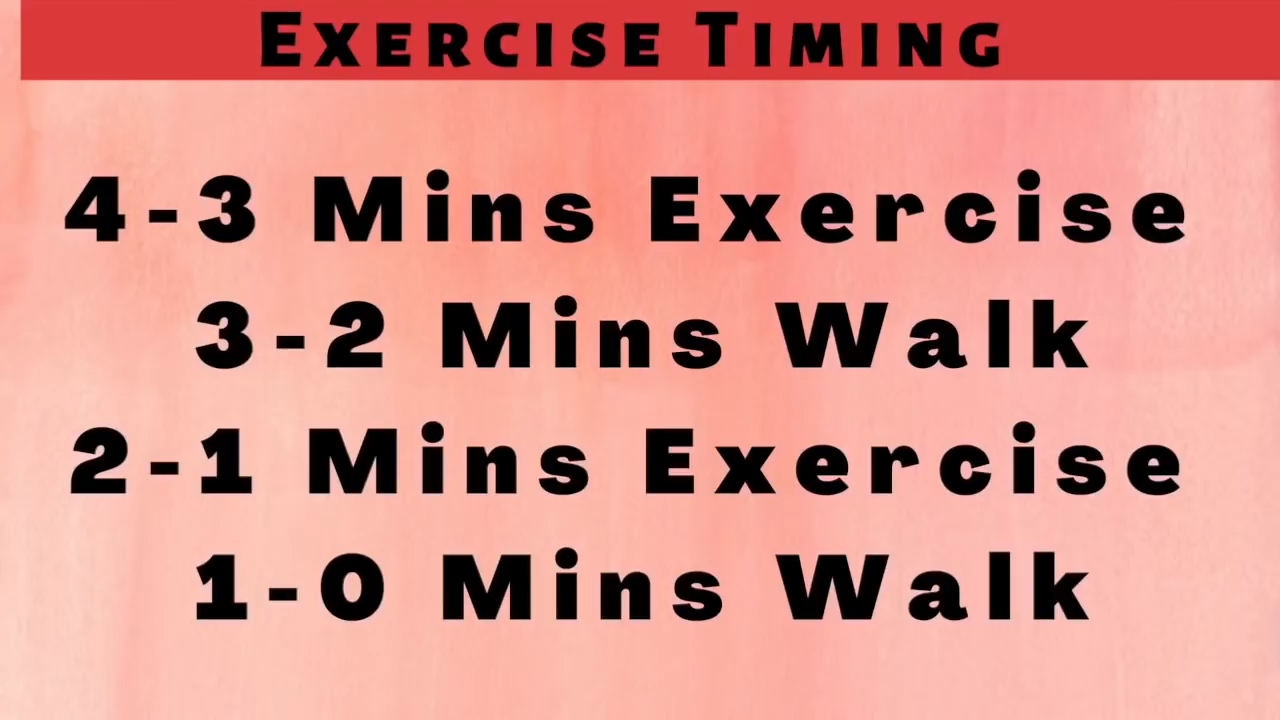 Exercise Timing
4-3 Mins Exercise
3-2 Mins Walk
2-1 Mins Exercise
1-0 Mins Walk